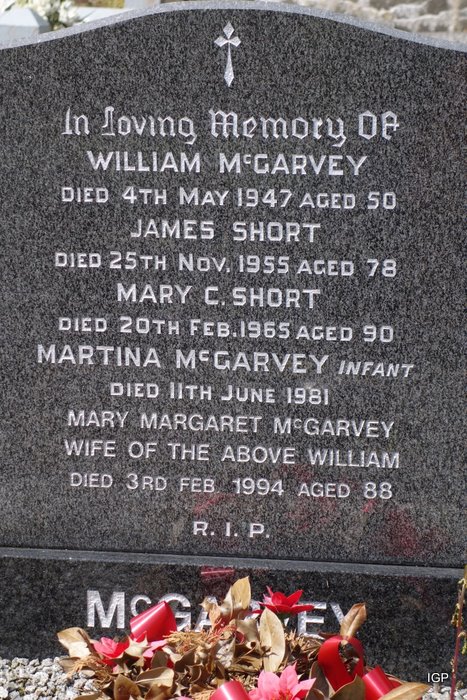 In Loving Memory Of
WILLIAM McGARVEY
DIED 4TH MAY 1947 AGED 50
JAMES SHORT
DIED 25TH NOV. 1955 AGED 78
MARY C. SHORT
DIED 20TH FEB. 1965 AGED 90
MARTINA McGARVEY INFANT
DIED 11TH JUNE 1981
MARY MARGARET McGARVEY
WIFE OF THE ABOVE WILLIAM
DIED 3RD FEB 1994 AGED 88
R. I. P.
McGARVEY
IGP